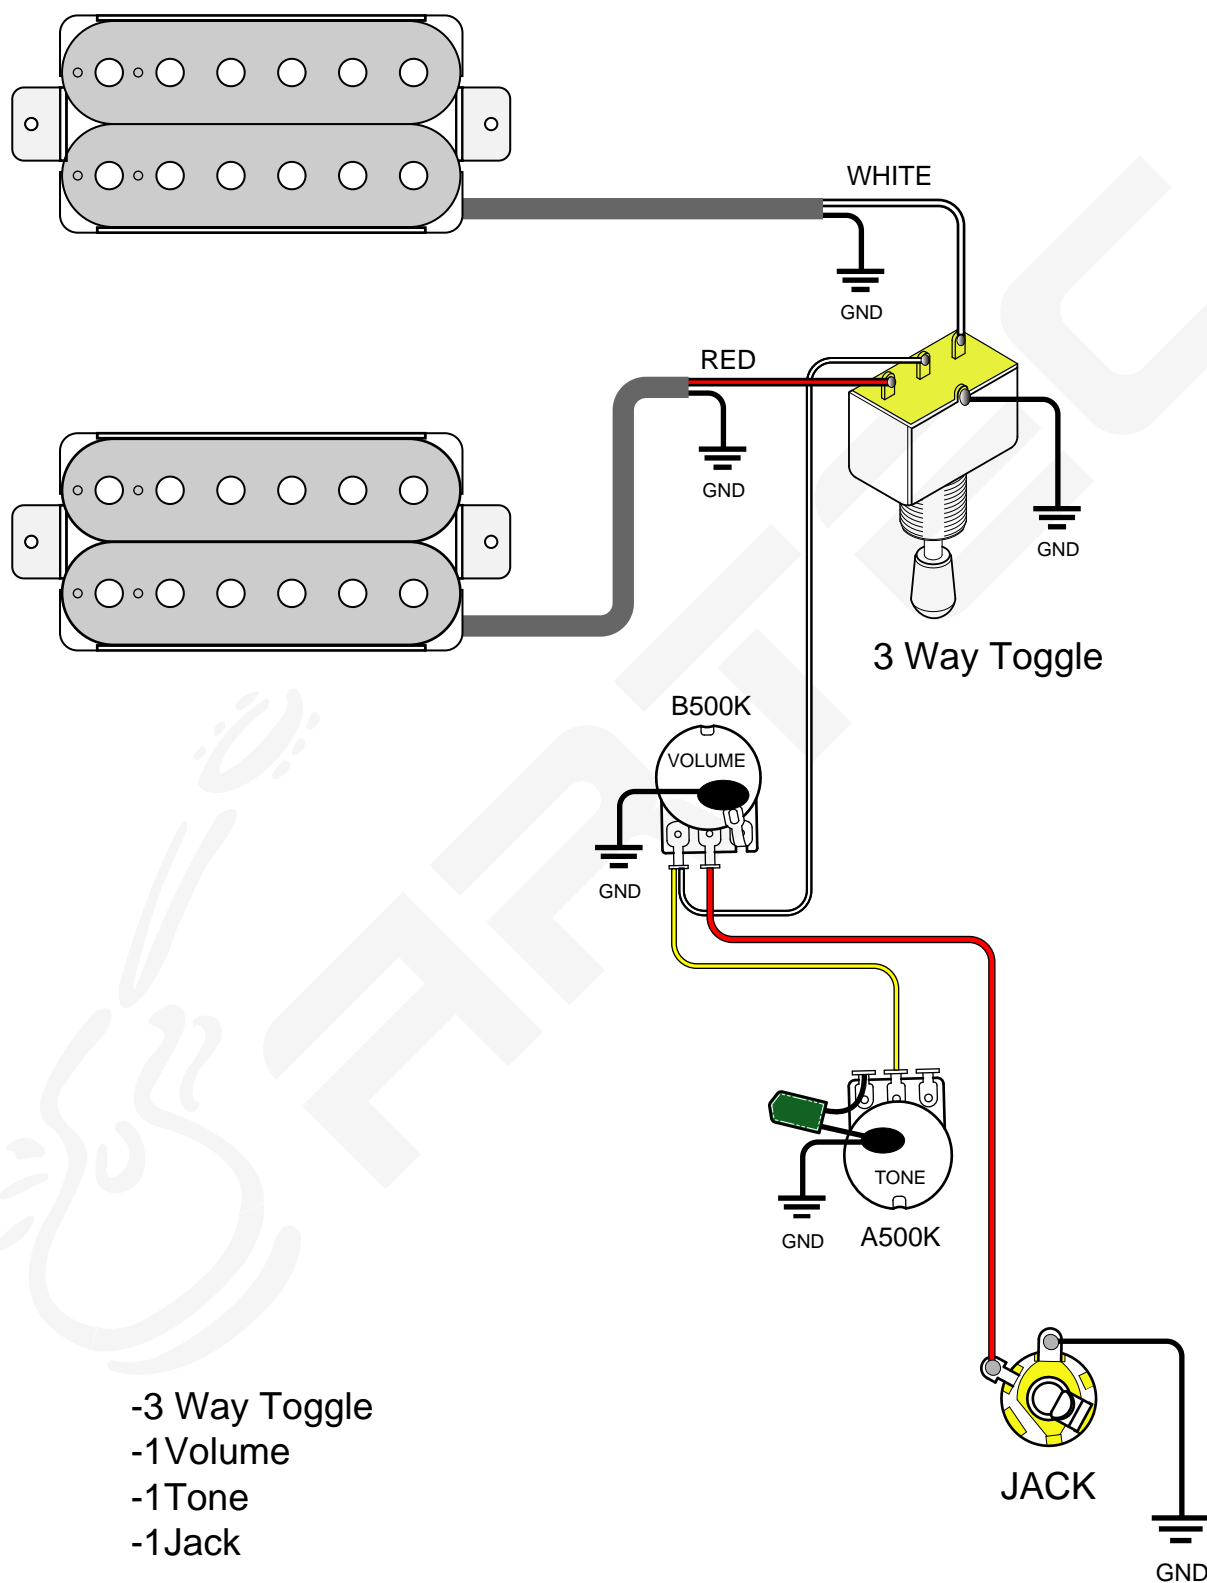 WHITE
GND
RED
GND
GND
3 Way Toggle
B500K
VOLUME
GND
TONE
GND
A500K
JACK
GND
-3 Way Toggle
-1Volume
-1Tone
-1Jack
ARTEC